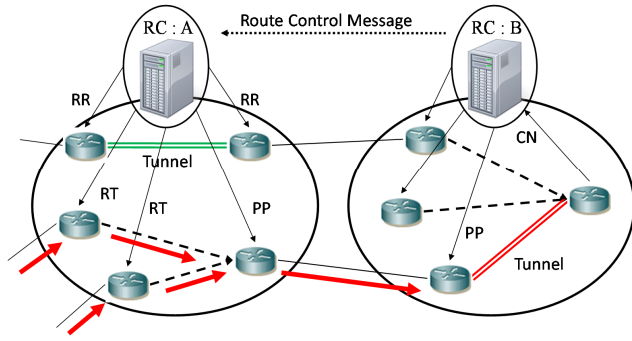 RC : A
Route Control Message
RC : B
RR
RR
CN
Tunnel
RT
RT
PP
PP
Tunnel